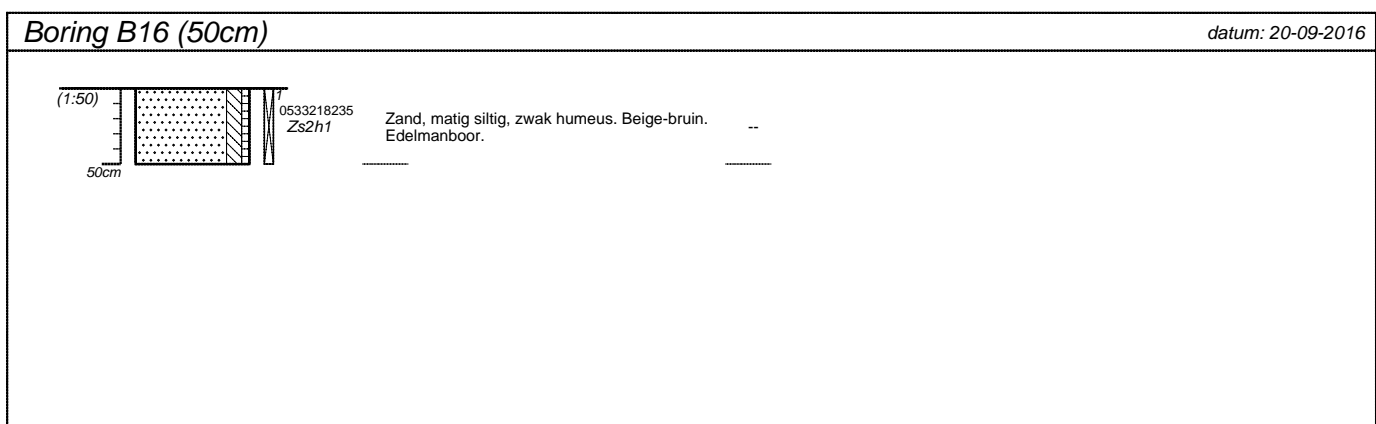 Boring B16 (50cm)
datum: 20-09-2016
(1:50)
1
0533218235
Zs2h1
Zand, matig siltig, zwak humeus. Beige-bruin.
Edelmanboor.
--
50cm